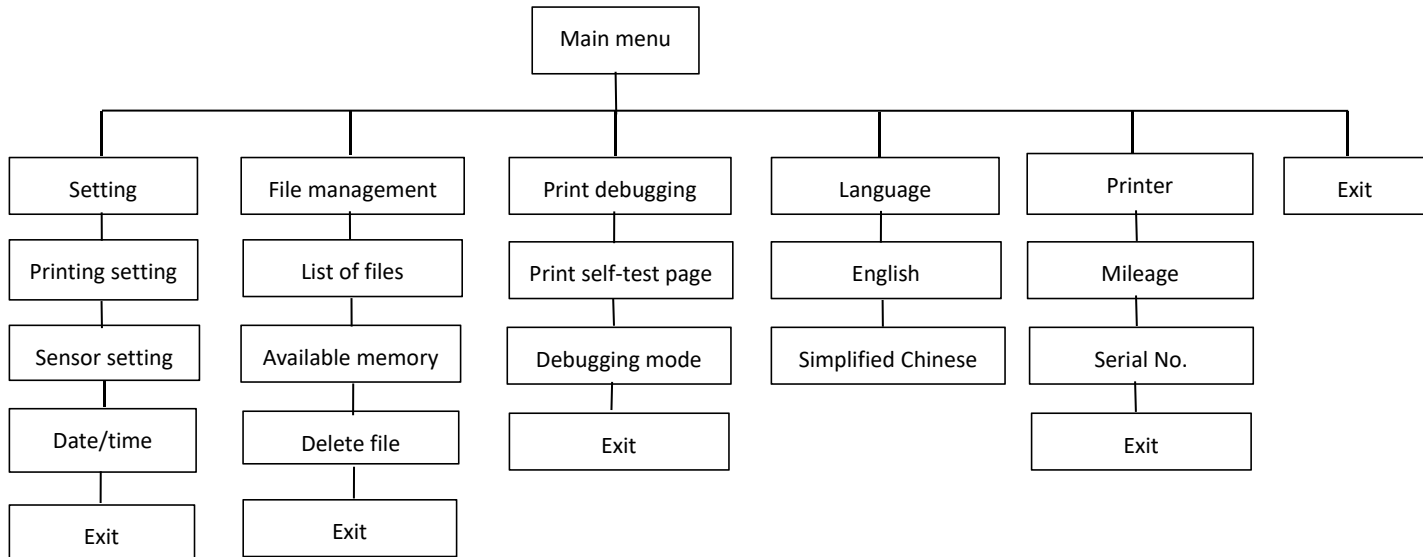 Main menu
Setting
File management
Print debugging
Language
Printer
Exit
Printing setting
List of files
Print self-test page
English
Mileage
Sensor setting
Available memory
Debugging mode
Simplified Chinese
Serial No.
Date/time
Delete file
Exit
Exit
Exit
Exit